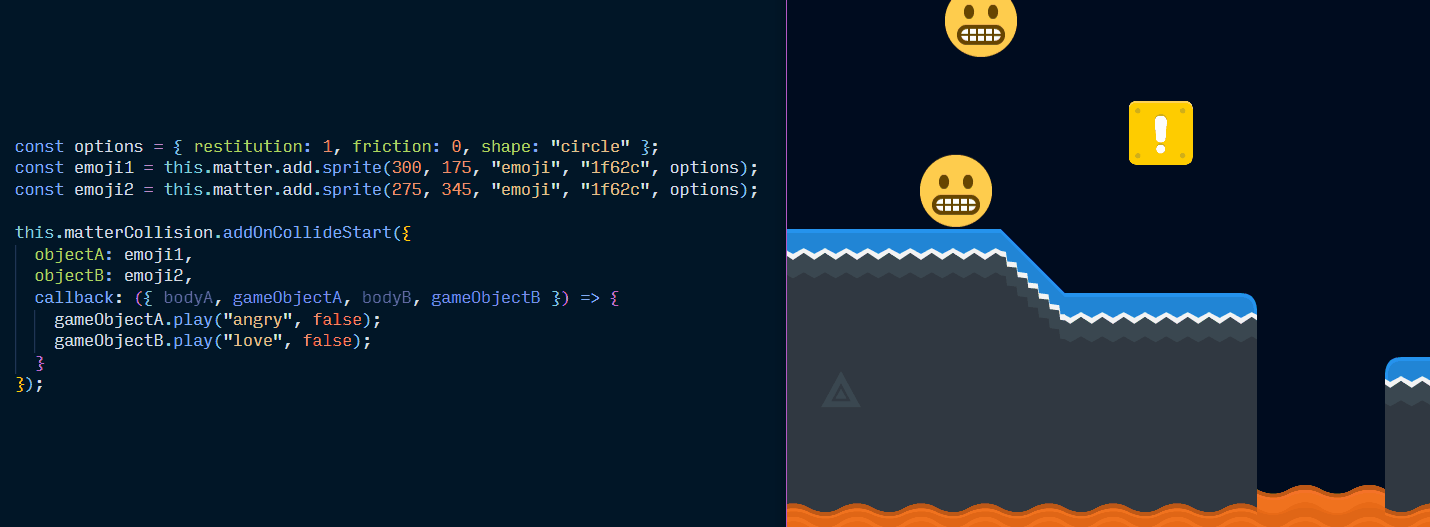 const options = { restitution: 1, friction: 0, shape: "circle" };
const emoji1 = this.matter.add.sprite(300, 175, "emoji", "1f62c", options);
const emoji2 = this.matter.add.sprite(275, 345, "emoji", "1f62c", options);
this.matterCollision.addOnCollideStart({
objectA: emoji1,
objectB: emoji2,
callback: ({ bodyA, gameObjectA, bodyB, gameObjectB }) => {
gameObjectA.play("angry", false);
gameObjectB.play("love", false);
}
});
!